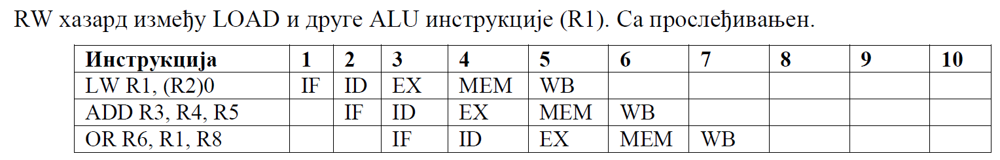 RW хазард између LOAD и друге ALU инструкције (R1). Са прослеђивањен.
Инструкција 1 2 3 4 5 6 7 8 9 10
LW R1, (R2)0 IF ID EX MEM WB
ADD R3, R4, R5 IF ID EX MEM WB
OR R6, R1, R8 IF ID EX MEM WB